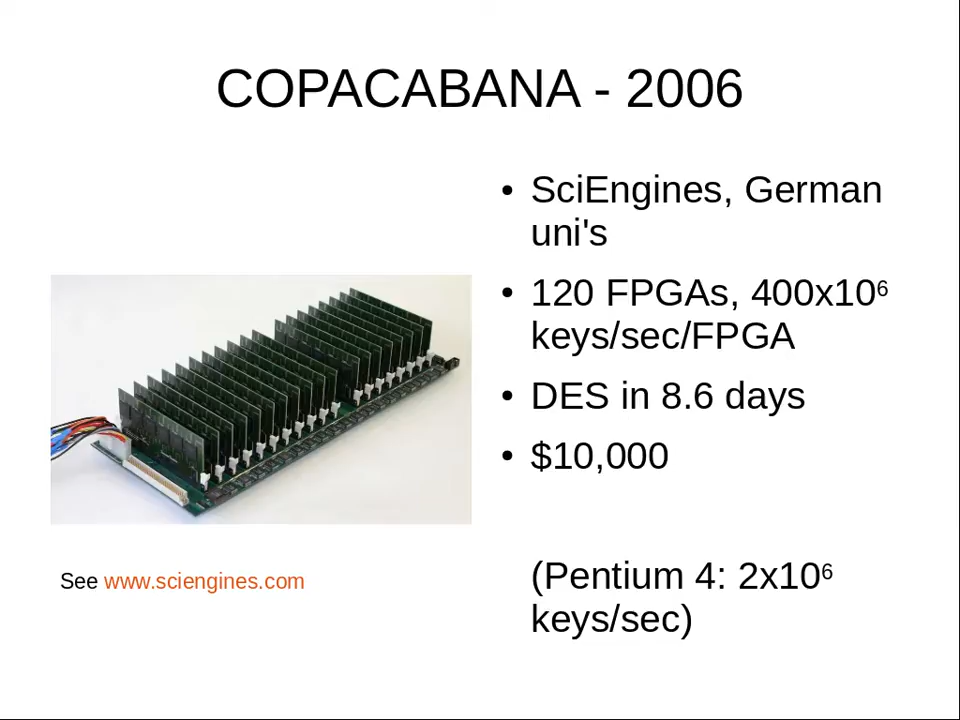 COPACABANA - 2006
SciEngines, German
uni's
120 FPGAs, 400x10⁶
keys/sec/FPGA
DES in 8.6 days
$10,000
(Pentium 4: 2x10⁶
keys/sec)
See www.sciengines.com